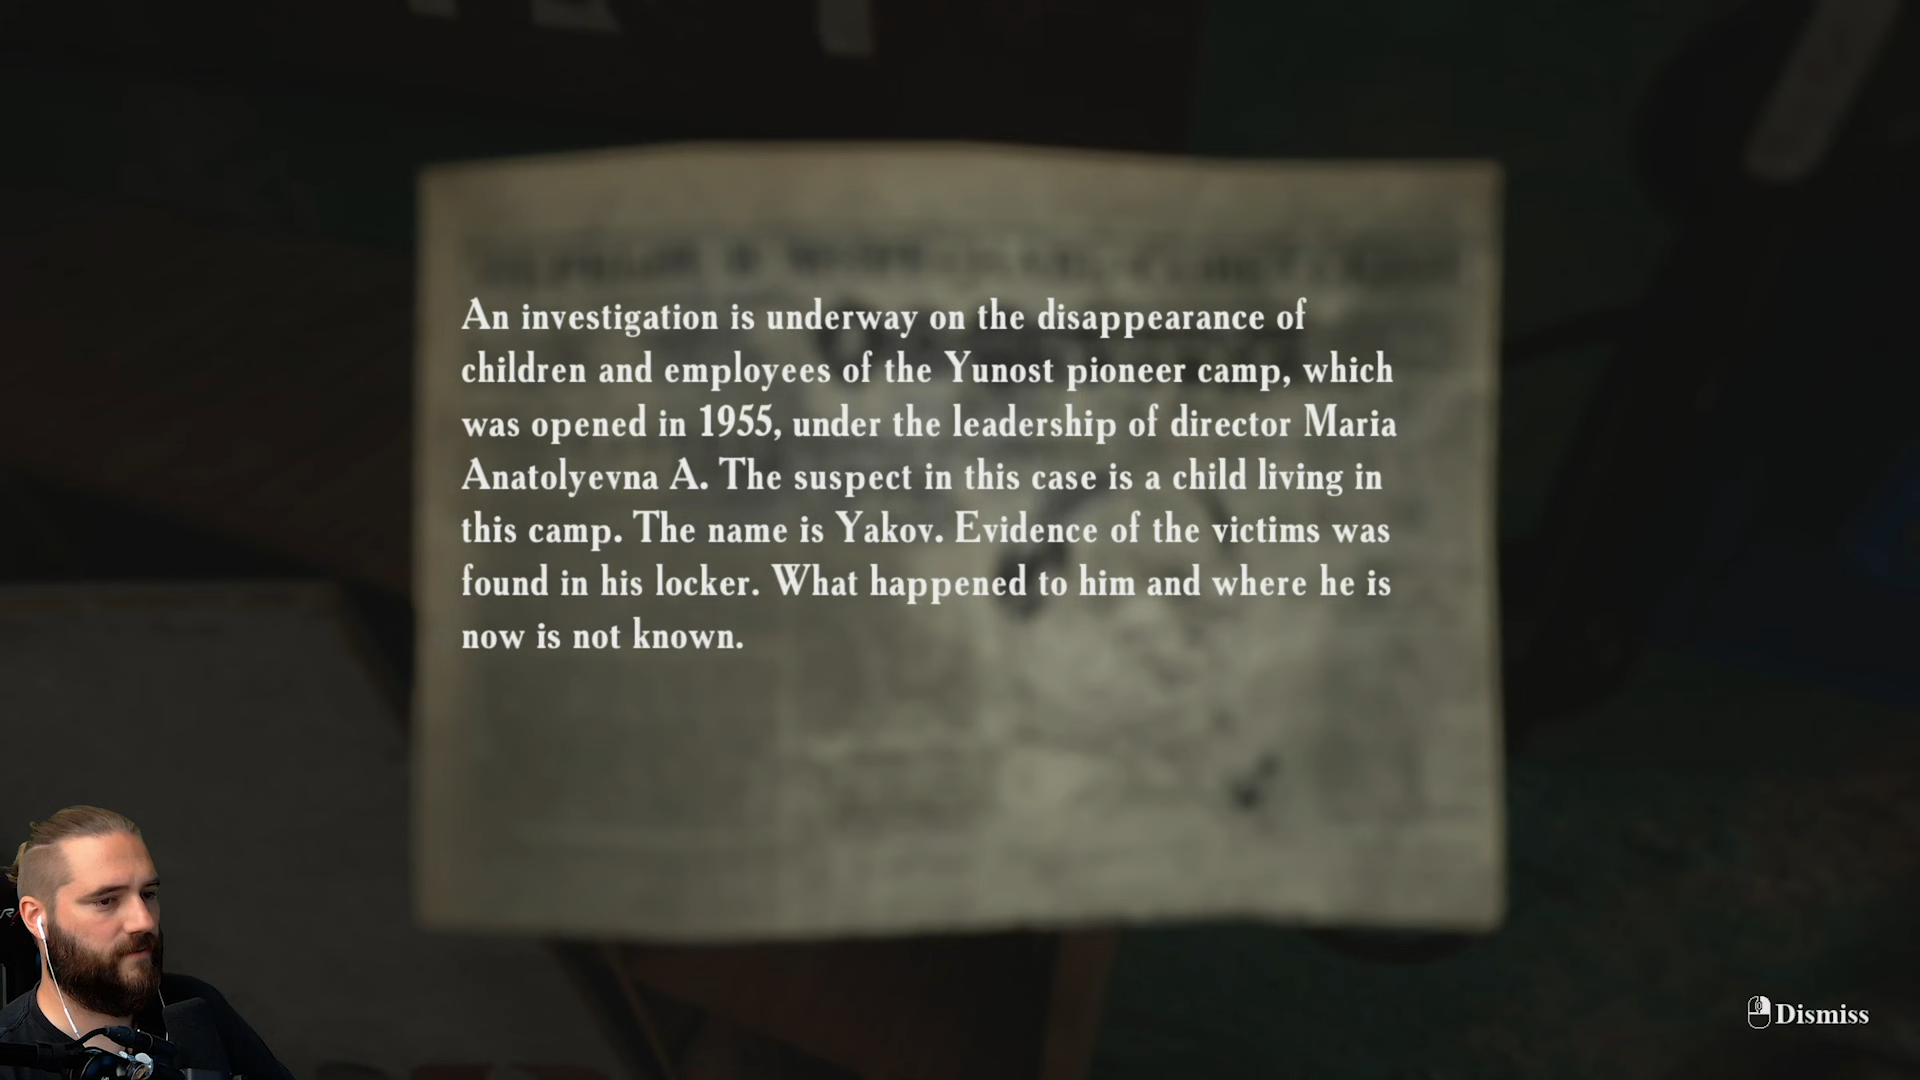 An investigation is underway on the disappearance of
children and employees of the Yunost pioneer camp, which
was opened in 1955, under the leadership of director Maria
Anatolyevna A. The suspect in this case is a child living in
this camp. The name is Yakov. Evidence of the victims was
found in his locker. What happened to him and where he is
now is not known.
Dismiss